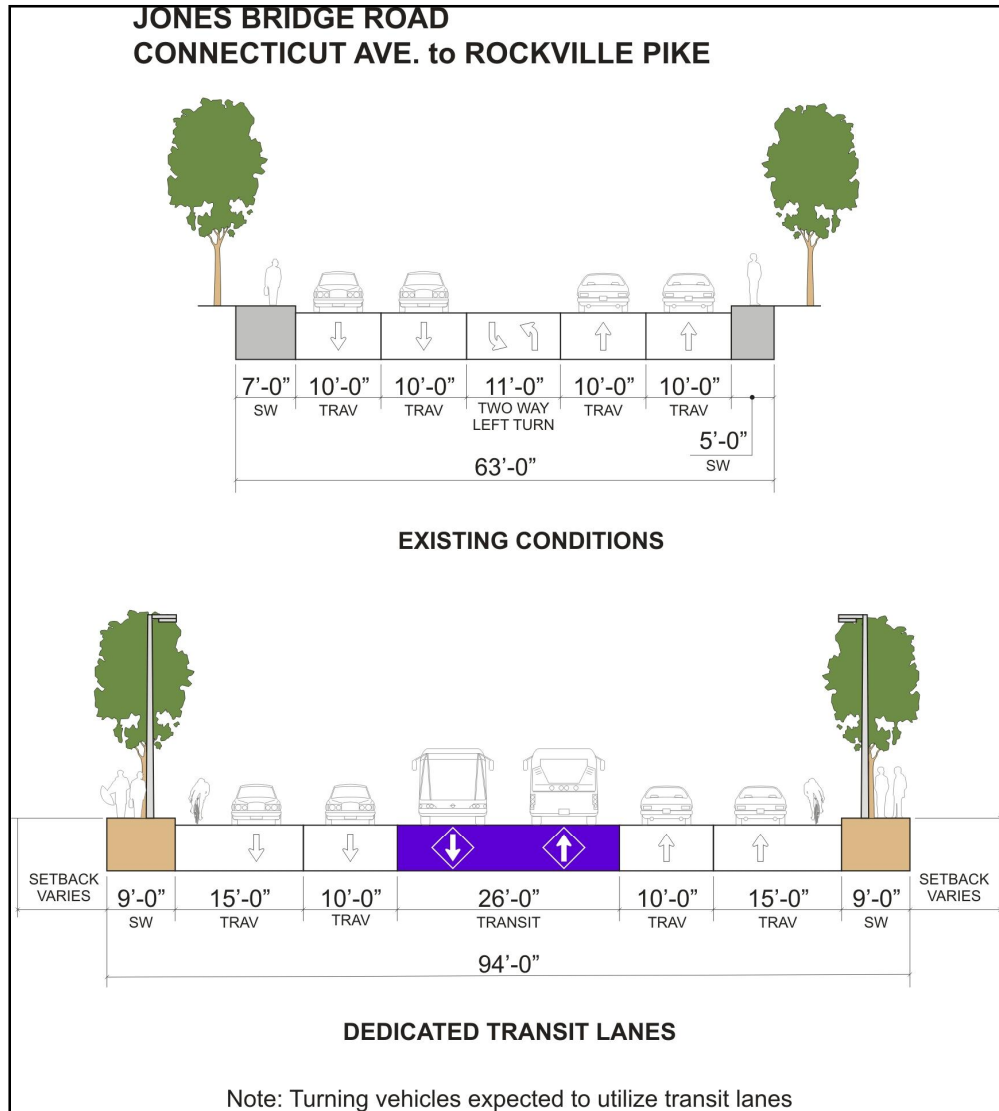 JONES BRIDGE ROAD
CONNECTICUT AVE. to ROCKVILLE PIKE
7’-0” 10’-0” 10’-0” 11’-0” 10’-0” 10’-0”
SW TRAV TRAV TWO WAY TRAV TRAV
LEFT TURN
5’-0”
SW
63’-0”
EXISTING CONDITIONS
SETBACK
VARIES
9’-0” 15’-0” 10’-0” 26’-0” 10’-0” 15’-0” 9’-0”
SW TRAV TRAV TRANSIT TRAV TRAV SW
SETBACK
VARIES
94’-0”
DEDICATED TRANSIT LANES
Note: Turning vehicles expected to utilize transit lanes